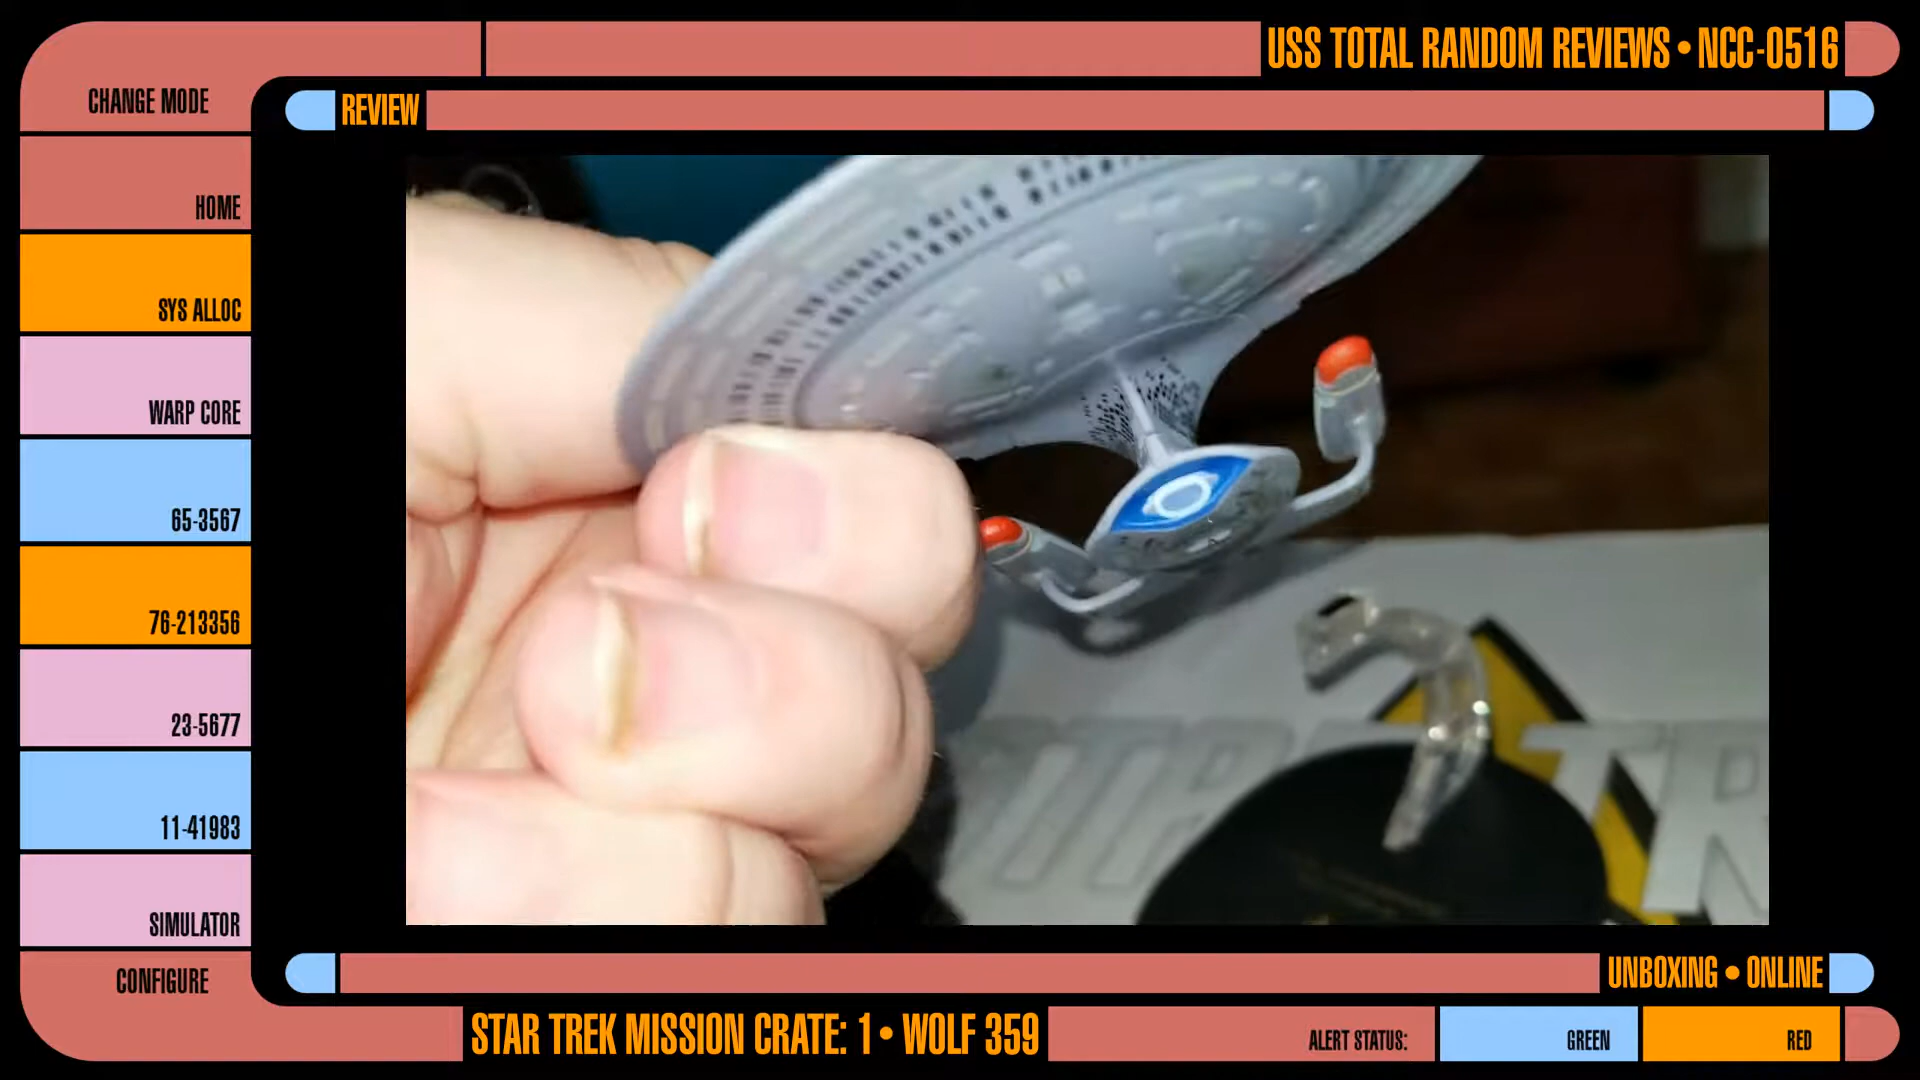 USS TOTAL RANDOM REVIEWS • NCC-0516
CHANGE MODE
REVIEW
HOME
SYS ALLOC
WARP CORE
65-3567
76-213356
23-5677
11-41983
SIMULATOR
CONFIGURE
UNBOXING • ONLINE
STAR TREK MISSION CRATE: 1 • WOLF 359
ALERT STATUS:
GREEN
RED